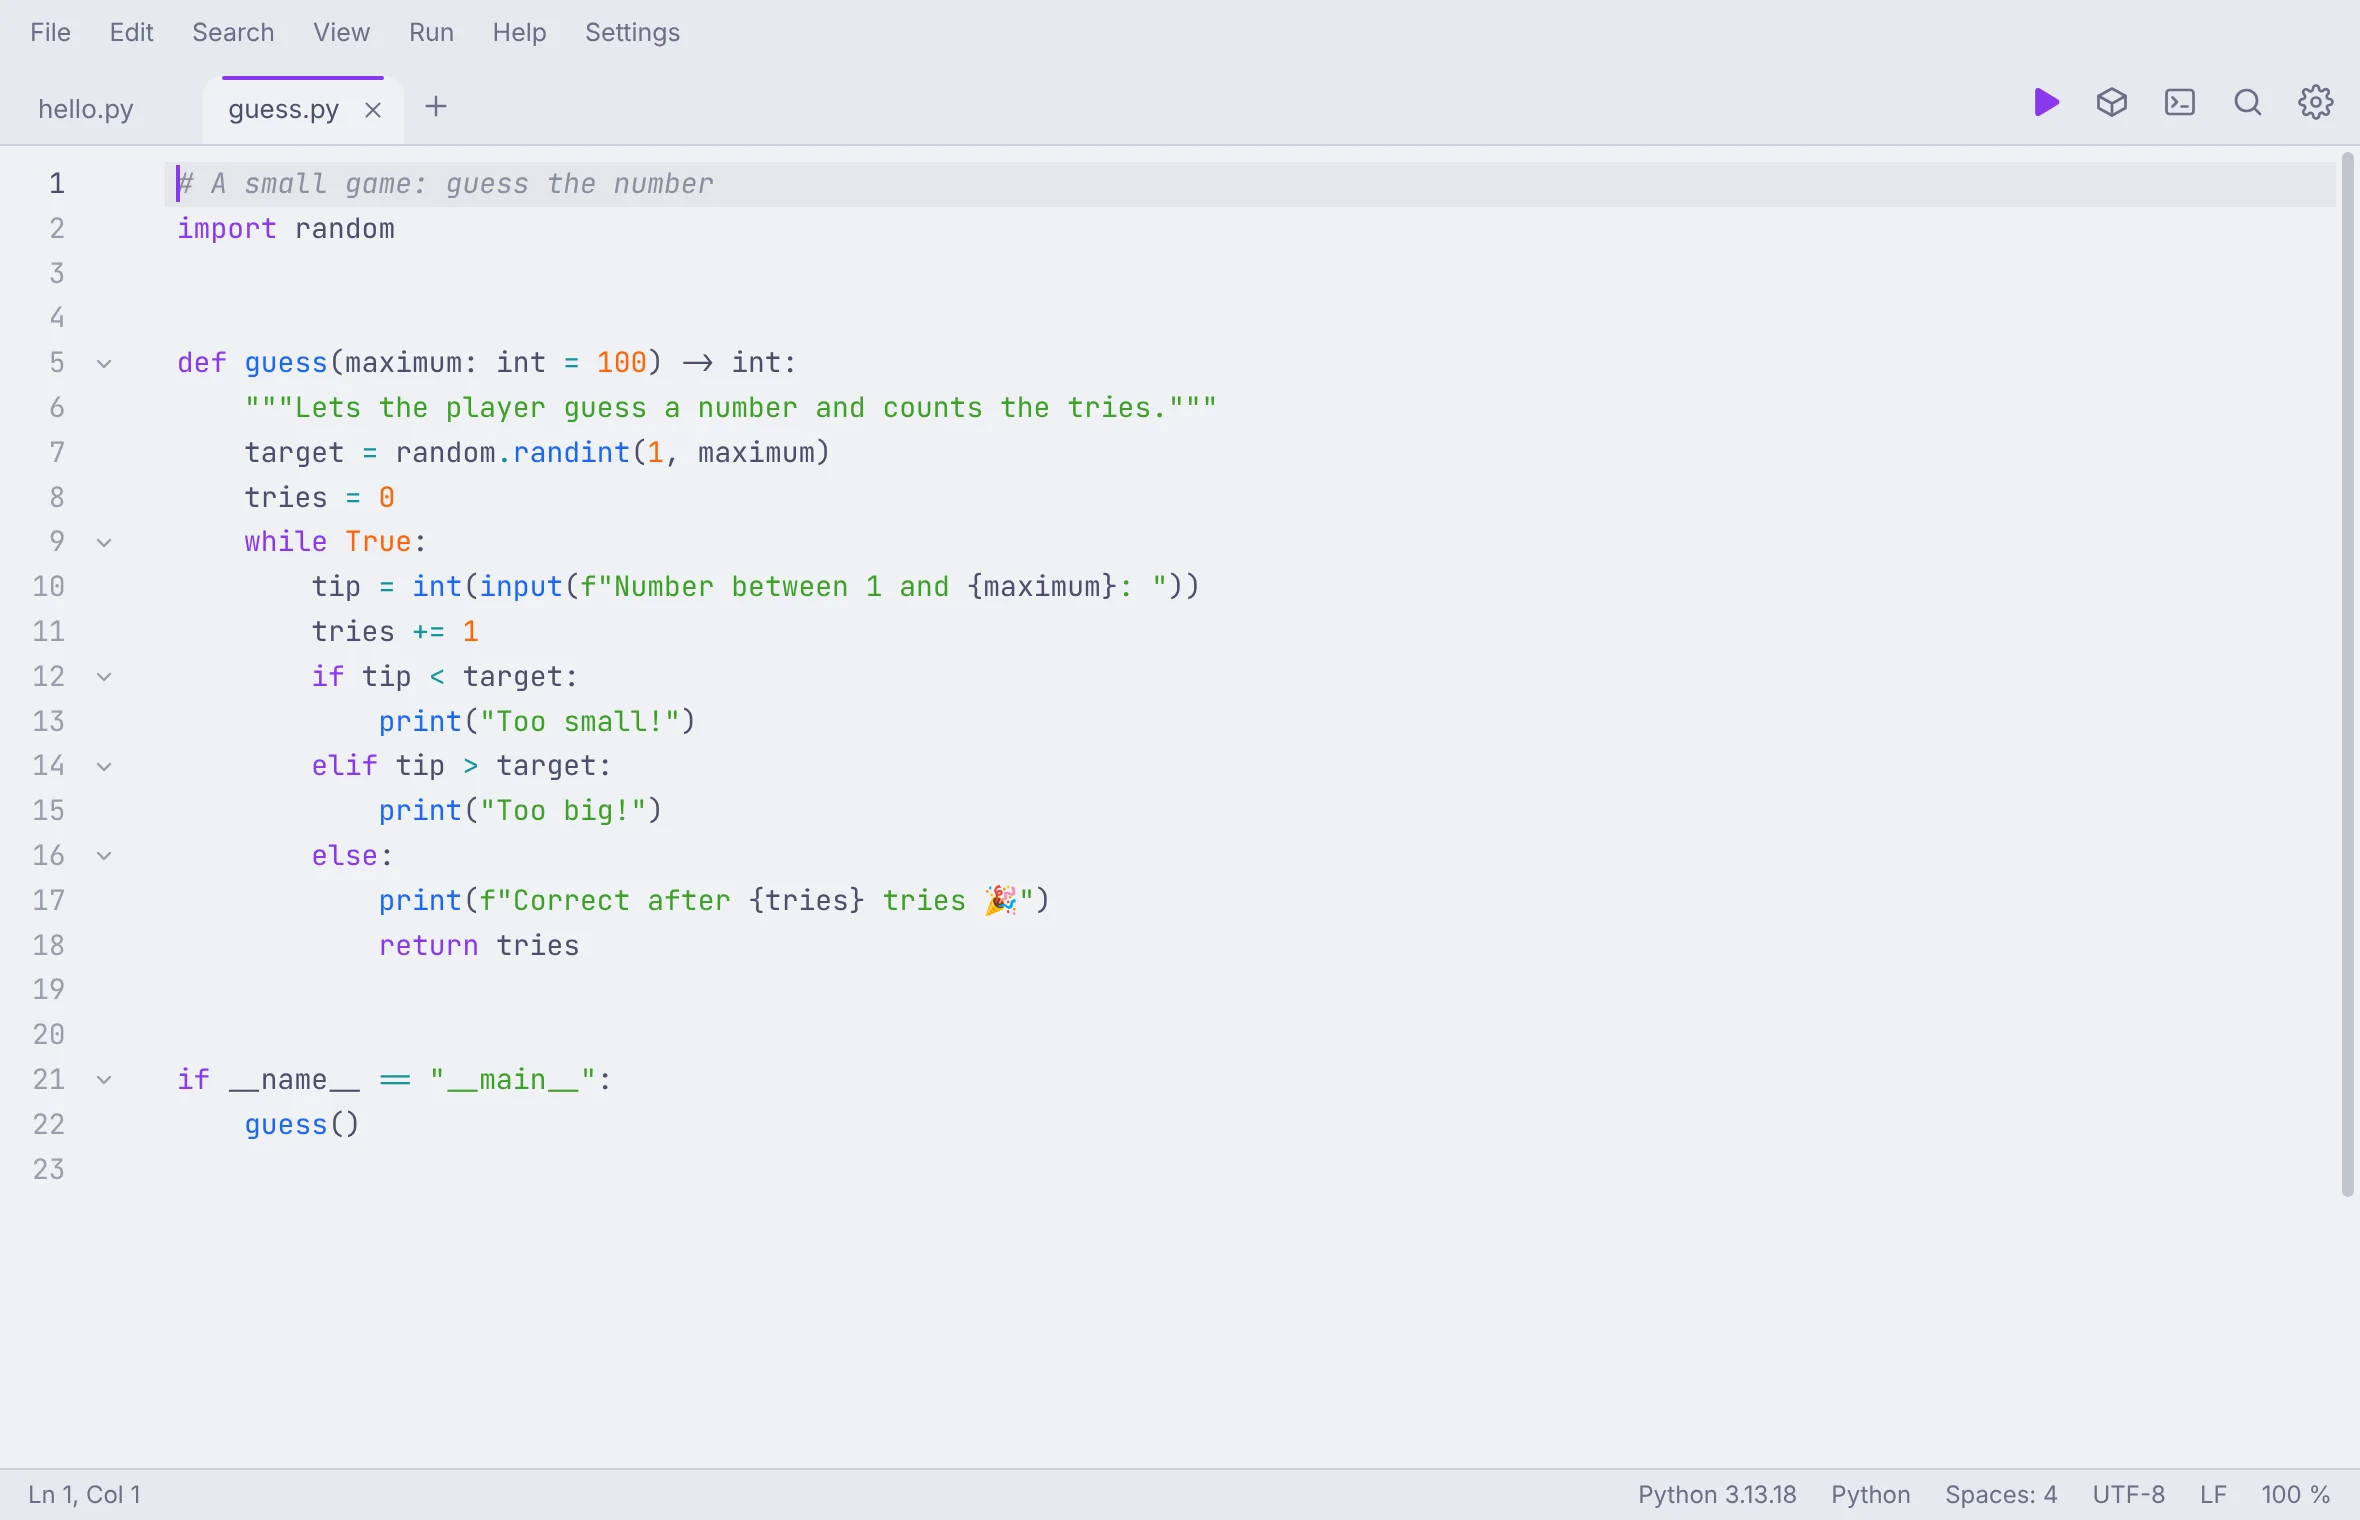 File Edit Search View Run Help Settings
hello.py guess.py
1 # A small game: guess the number
2 import random
3
4
5 def guess(maximum: int = 100) -> int:
6     """Lets the player guess a number and counts the tries."""
7     target = random.randint(1, maximum)
8     tries = 0
9     while True:
10         tip = int(input(f"Number between 1 and {maximum}: "))
11         tries += 1
12         if tip < target:
13             print("Too small!")
14         elif tip > target:
15             print("Too big!")
16         else:
17             print(f"Correct after {tries} tries 🎉")
18             return tries
19
20
21 if __name__ == "__main__":
22     guess()
23
Ln 1, Col 1 Python 3.13.18 Python Spaces: 4 UTF-8 LF 100 %